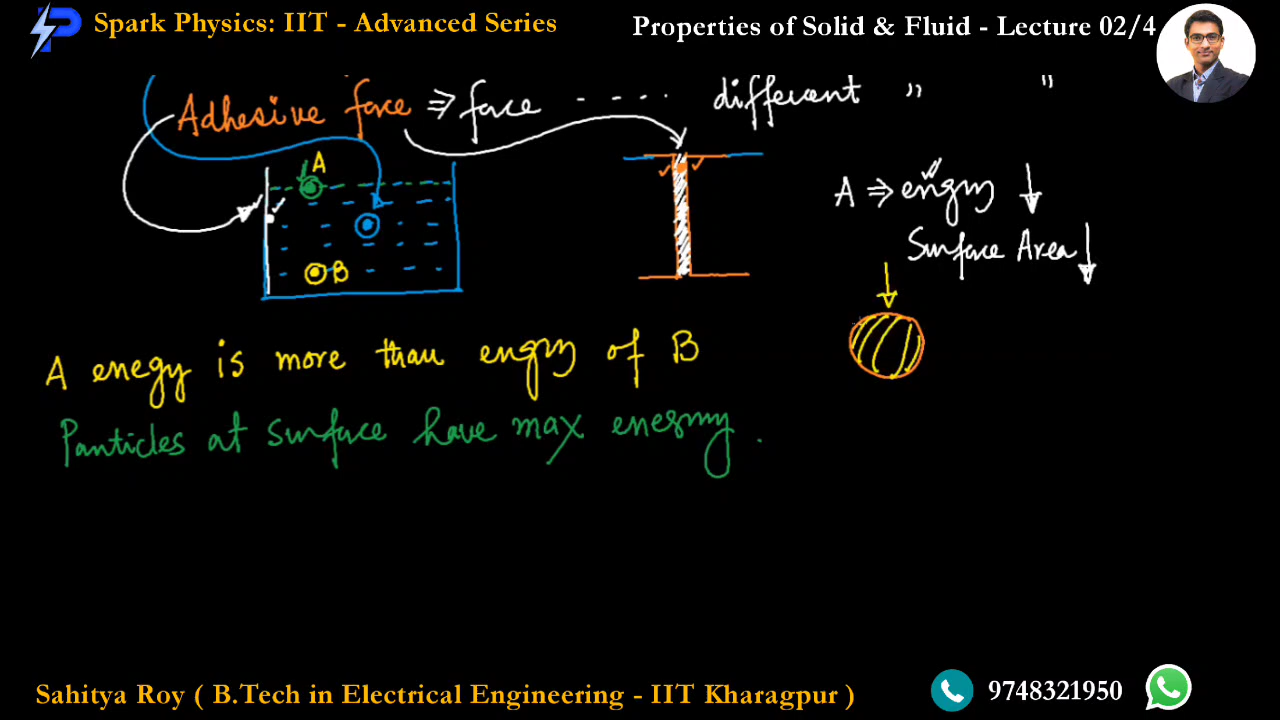 Spark Physics: IIT - Advanced Series
Properties of Solid & Fluid - Lecture 02/4
Adhesive force ⇒ force ---- different " "
A
B
A ⇒ engry ↓
Surface Area ↓
A enegy is more than engry of B
Particles at surface have max energy.
Sahitya Roy ( B.Tech in Electrical Engineering - IIT Kharagpur )
9748321950